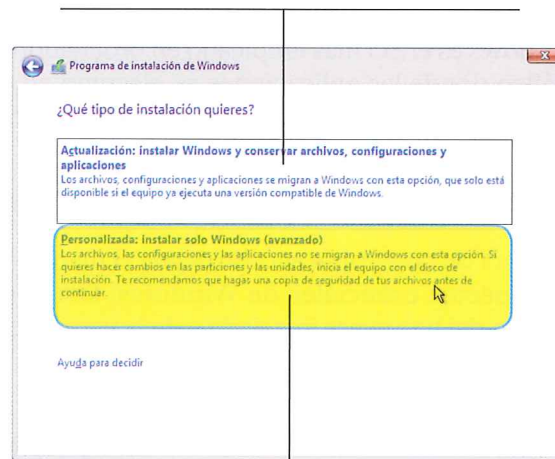 Programa de instalación de Windows
¿Qué tipo de instalación quieres?
Actualización: instalar Windows y conservar archivos, configuraciones y
aplicaciones
Los archivos, configuraciones y aplicaciones se migran a Windows con esta opción, que solo está
disponible si el equipo ya ejecuta una versión compatible de Windows.
Personalizada: instalar solo Windows (avanzado)
Los archivos, las configuraciones y las aplicaciones no se migran a Windows con esta opción. Si
quieres hacer cambios en las particiones y las unidades, inicia el equipo con el disco de
instalación. Te recomendamos que hagas una copia de seguridad de tus archivos antes de
continuar.
Ayuda para decidir